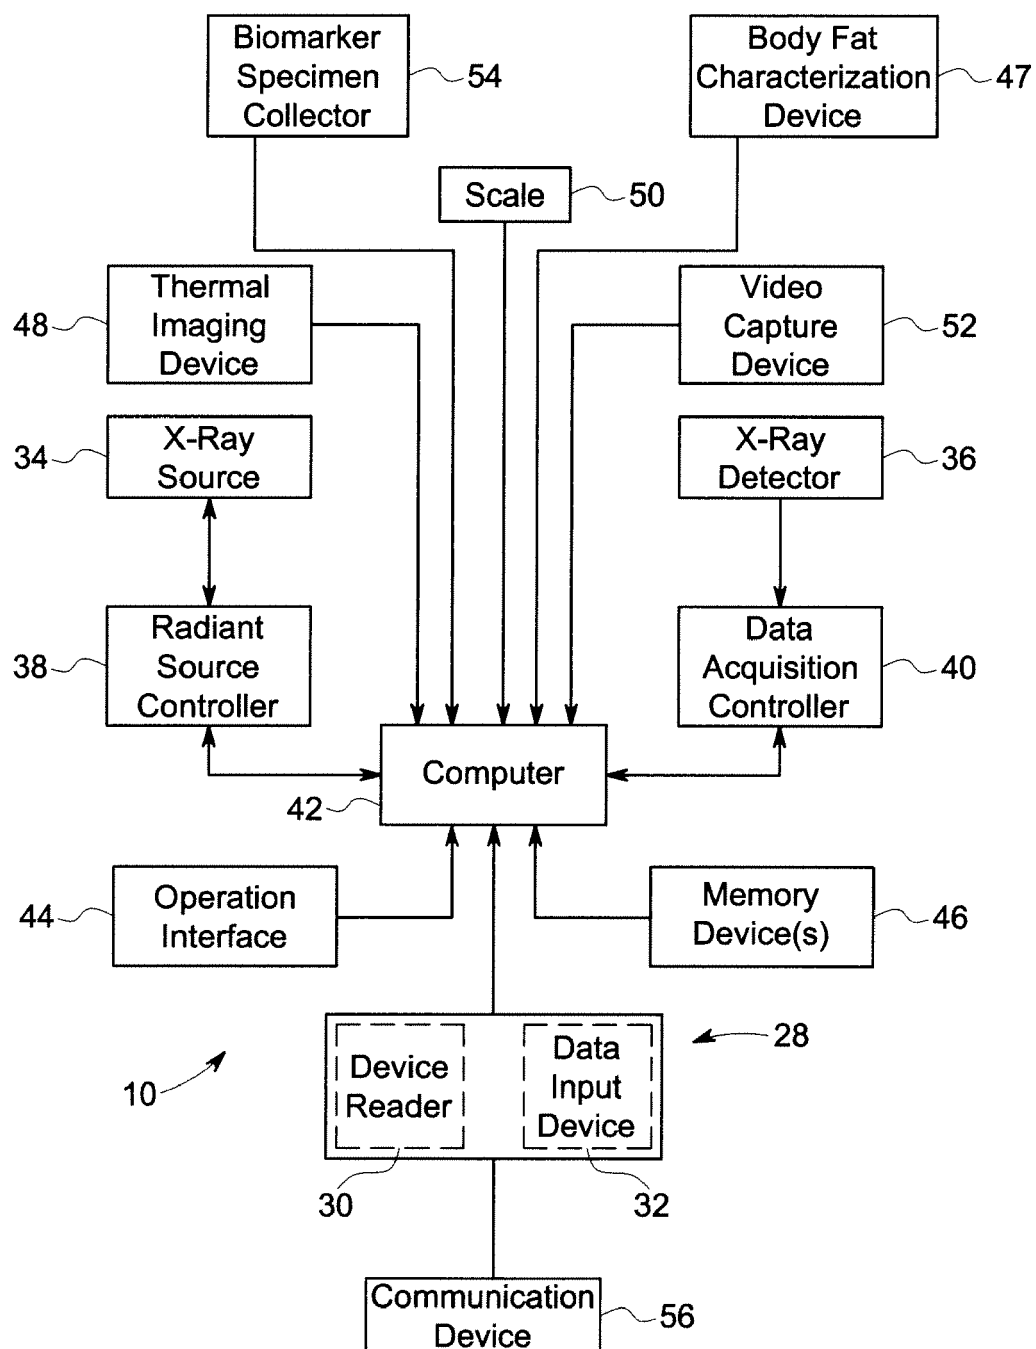 Biomarker
Specimen
Collector
54
Body Fat
Characterization
Device
47
Scale
50
Thermal
Imaging
Device
48
Video
Capture
Device
52
X-Ray
Source
34
X-Ray
Detector
36
Radiant
Source
Controller
38
Data
Acquisition
Controller
40
Computer
42
Operation
Interface
44
Memory
Device(s)
46
28
Device
Reader
Data
Input
Device
10
30
32
Communication
Device
56